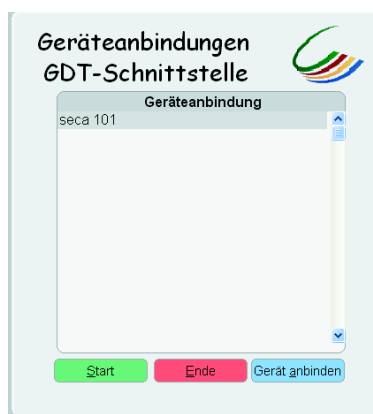 Geräteanbindungen
GDT-Schnittstelle
Geräteanbindung
seca 101
Start Ende Gerät anbinden